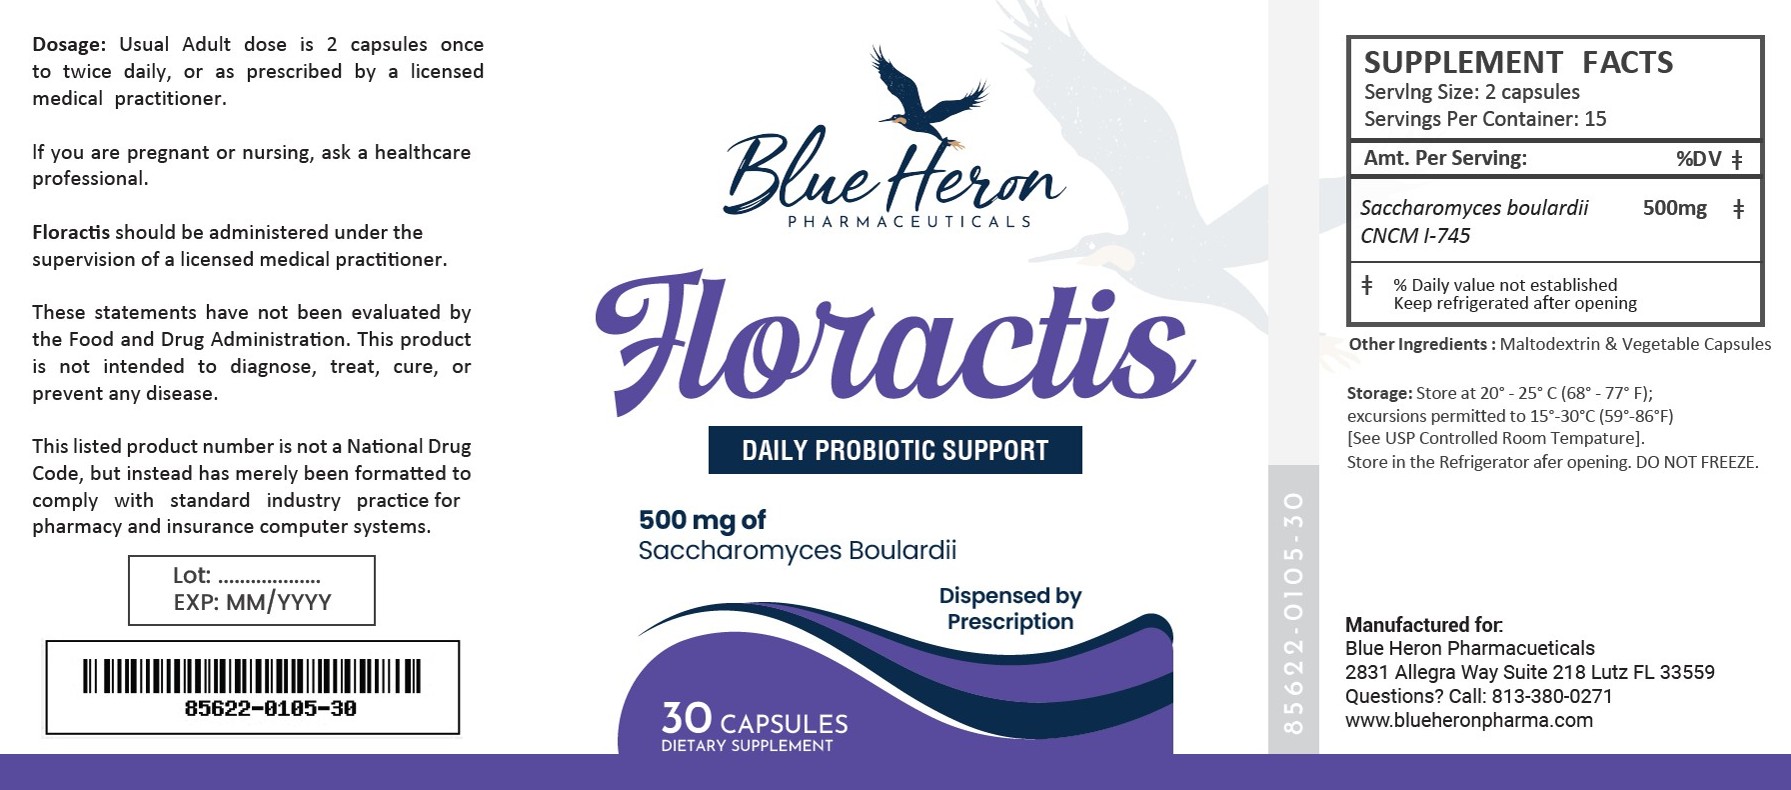 Dosage: Usual Adult dose is 2 capsules once
to twice daily, or as prescribed by a licensed
medical practitioner.
If you are pregnant or nursing, ask a healthcare
professional.
Floractis should be administered under the
supervision of a licensed medical practitioner.
These statements have not been evaluated by
the Food and Drug Administration. This product
is not intended to diagnose, treat, cure, or
prevent any disease.
This listed product number is not a National Drug
Code, but instead has merely been formatted to
comply with standard industry practice for
pharmacy and insurance computer systems.
Lot: ...................
EXP: MM/YYYY
85622-0105-30
Blue Heron
PHARMACEUTICALS
Floractis
DAILY PROBIOTIC SUPPORT
500 mg of
Saccharomyces Boulardii
Dispensed by
Prescription
30 CAPSULES
DIETARY SUPPLEMENT
85622-0105-30
SUPPLEMENT FACTS
Servlng Size: 2 capsules
Servings Per Container: 15
Amt. Per Serving: %DV ‡
Saccharomyces boulardii 500mg ‡
CNCM I-745
‡ % Daily value not established
Keep refrigerated after opening
Other Ingredients : Maltodextrin & Vegetable Capsules
Storage: Store at 20° - 25° C (68° - 77° F);
excursions permitted to 15°-30°C (59°-86°F)
[See USP Controlled Room Tempature].
Store in the Refrigerator afer opening. DO NOT FREEZE.
Manufactured for:
Blue Heron Pharmacueticals
2831 Allegra Way Suite 218 Lutz FL 33559
Questions? Call: 813-380-0271
www.blueheronpharma.com